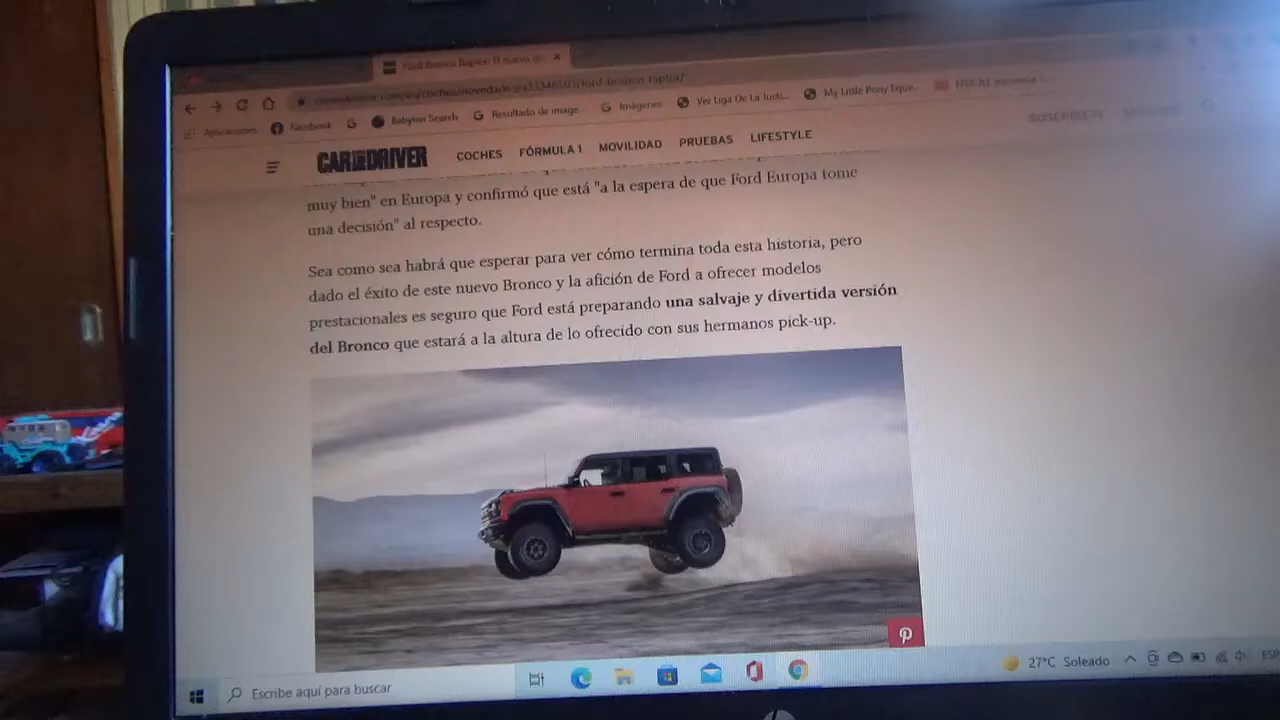 Ford Bronco Raptor: El nuevo
Aplicaciones Facebook Babylon Search Resultado de image... Imágenes Ver Liga De La Justi... My Little Pony Eque...
CAR AND DRIVER COCHES FÓRMULA 1 MOVILIDAD PRUEBAS LIFESTYLE SUSCRÍBETE
muy bien" en Europa y confirmó que está "a la espera de que Ford Europa tome
una decisión" al respecto.
Sea como sea habrá que esperar para ver cómo termina toda esta historia, pero
dado el éxito de este nuevo Bronco y la afición de Ford a ofrecer modelos
prestacionales es seguro que Ford está preparando una salvaje y divertida versión
del Bronco que estará a la altura de lo ofrecido con sus hermanos pick-up.
Escribe aquí para buscar 27°C Soleado ESP
hp